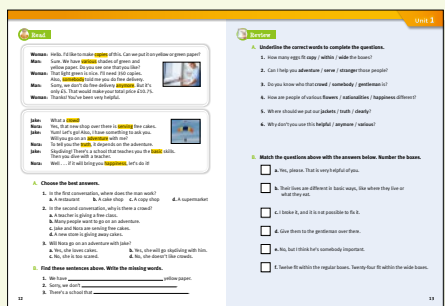 Unit 1
Read
Woman: Hello. I'd like to make copies of this. Can we put it on yellow or green paper?
Man: Sure. We have various shades of green and
yellow paper. Do you see one that you like?
Woman: That light green is nice. I'll need 350 copies.
Also, somebody told me you do free delivery.
Man: Sorry, we don't do free delivery anymore. But it's
only £5. That would make your total price £20.75.
Woman: Thanks! You've been very helpful.
Jake: What a crowd!
Nora: Yes, that new shop over there is serving free cakes.
Jake: Yum! Let's go! Also, I have something to ask you.
Will you go on an adventure with me?
Nora: To tell you the truth, it depends on the adventure.
Jake: Skydiving! There's a school that teaches you the basic skills.
Then you dive with a teacher.
Nora: Well . . . if it will bring you happiness, let's do it!
A. Choose the best answers.
1. In the first conversation, where does the man work?
a. A restaurant b. A cake shop c. A copy shop d. A supermarket
2. In the second conversation, why is there a crowd?
a. A teacher is giving a free class.
b. Many people want to go on an adventure.
c. Jake and Nora are serving free cakes.
d. A new store is giving away cakes.
3. Will Nora go on an adventure with Jake?
a. Yes, she loves cakes. b. Yes, she will go skydiving with him.
c. No, she is too scared. d. No, she doesn't like crowds.
B. Find these sentences above. Write the missing words.
1. We have yellow paper.
2. Sorry, we don't
3. There's a school that
12
Review
A. Underline the correct words to complete the questions.
1. How many eggs fit copy / within / wide the boxes?
2. Can I help you adventure / serve / stranger those people?
3. Do you know who that crowd / somebody / gentleman is?
4. How are people of various flowers / nationalities / happiness different?
5. Where should we put our jackets / truth / clearly?
6. Why don't you use this helpful / anymore / various?
B. Match the questions above with the answers below. Number the boxes.
a. Yes, please. That is very helpful of you.
b. Their lives are different in basic ways, like where they live or
what they eat.
c. I broke it, and it is not possible to fix it.
d. Give them to the gentleman over there.
e. No, but I think he's somebody important.
f. Twelve fit within the regular boxes. Twenty-four fit within the wide boxes.
13